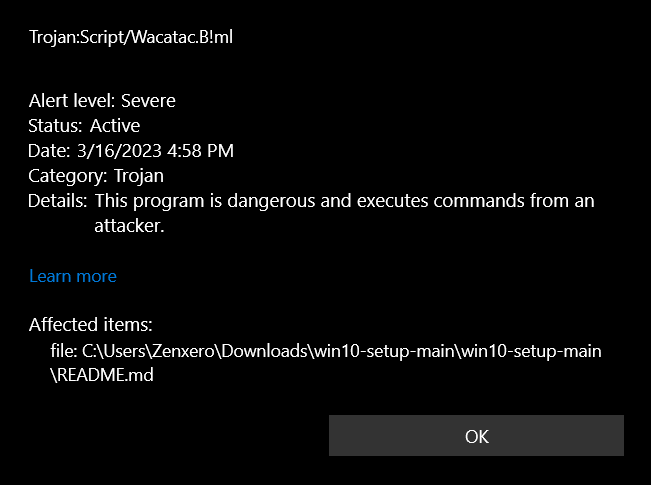 Trojan:Script/Wacatac.B!ml
Alert level: Severe
Status: Active
Date: 3/16/2023 4:58 PM
Category: Trojan
Details: This program is dangerous and executes commands from an
attacker.
Learn more
Affected items:
file: C:\Users\Zenxero\Downloads\win10-setup-main\win10-setup-main
\README.md
OK